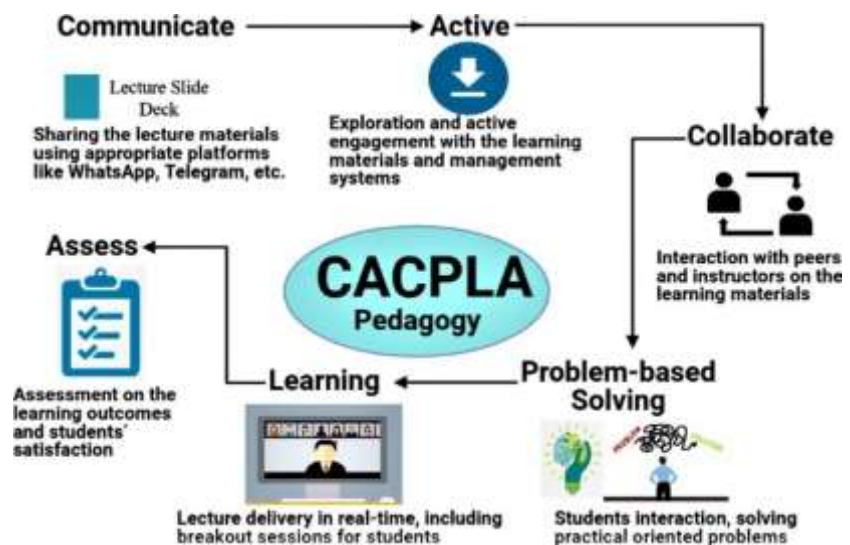 Communicate
Active
Lecture Slide
Deck
Sharing the lecture materials
using appropriate platforms
like WhatsApp, Telegram, etc.
Exploration and active
engagement with the learning
materials and management
systems
Collaborate
Interaction with peers
and instructors on the
learning materials
Problem-based
Solving
Students interaction, solving
practical oriented problems
Learning
Lecture delivery in real-time, including
breakout sessions for students
Assess
Assessment on the
learning outcomes
and students'
satisfaction
CACPLA
Pedagogy